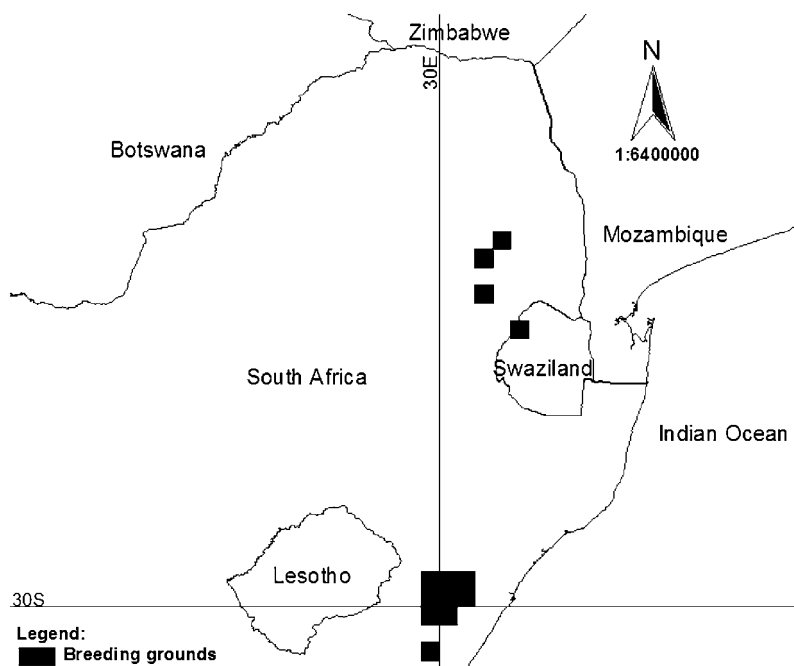 Zimbabwe
30E
N
1:6400000
Botswana
Mozambique
South Africa
Swaziland
Indian Ocean
Lesotho
30S
Legend:
Breeding grounds